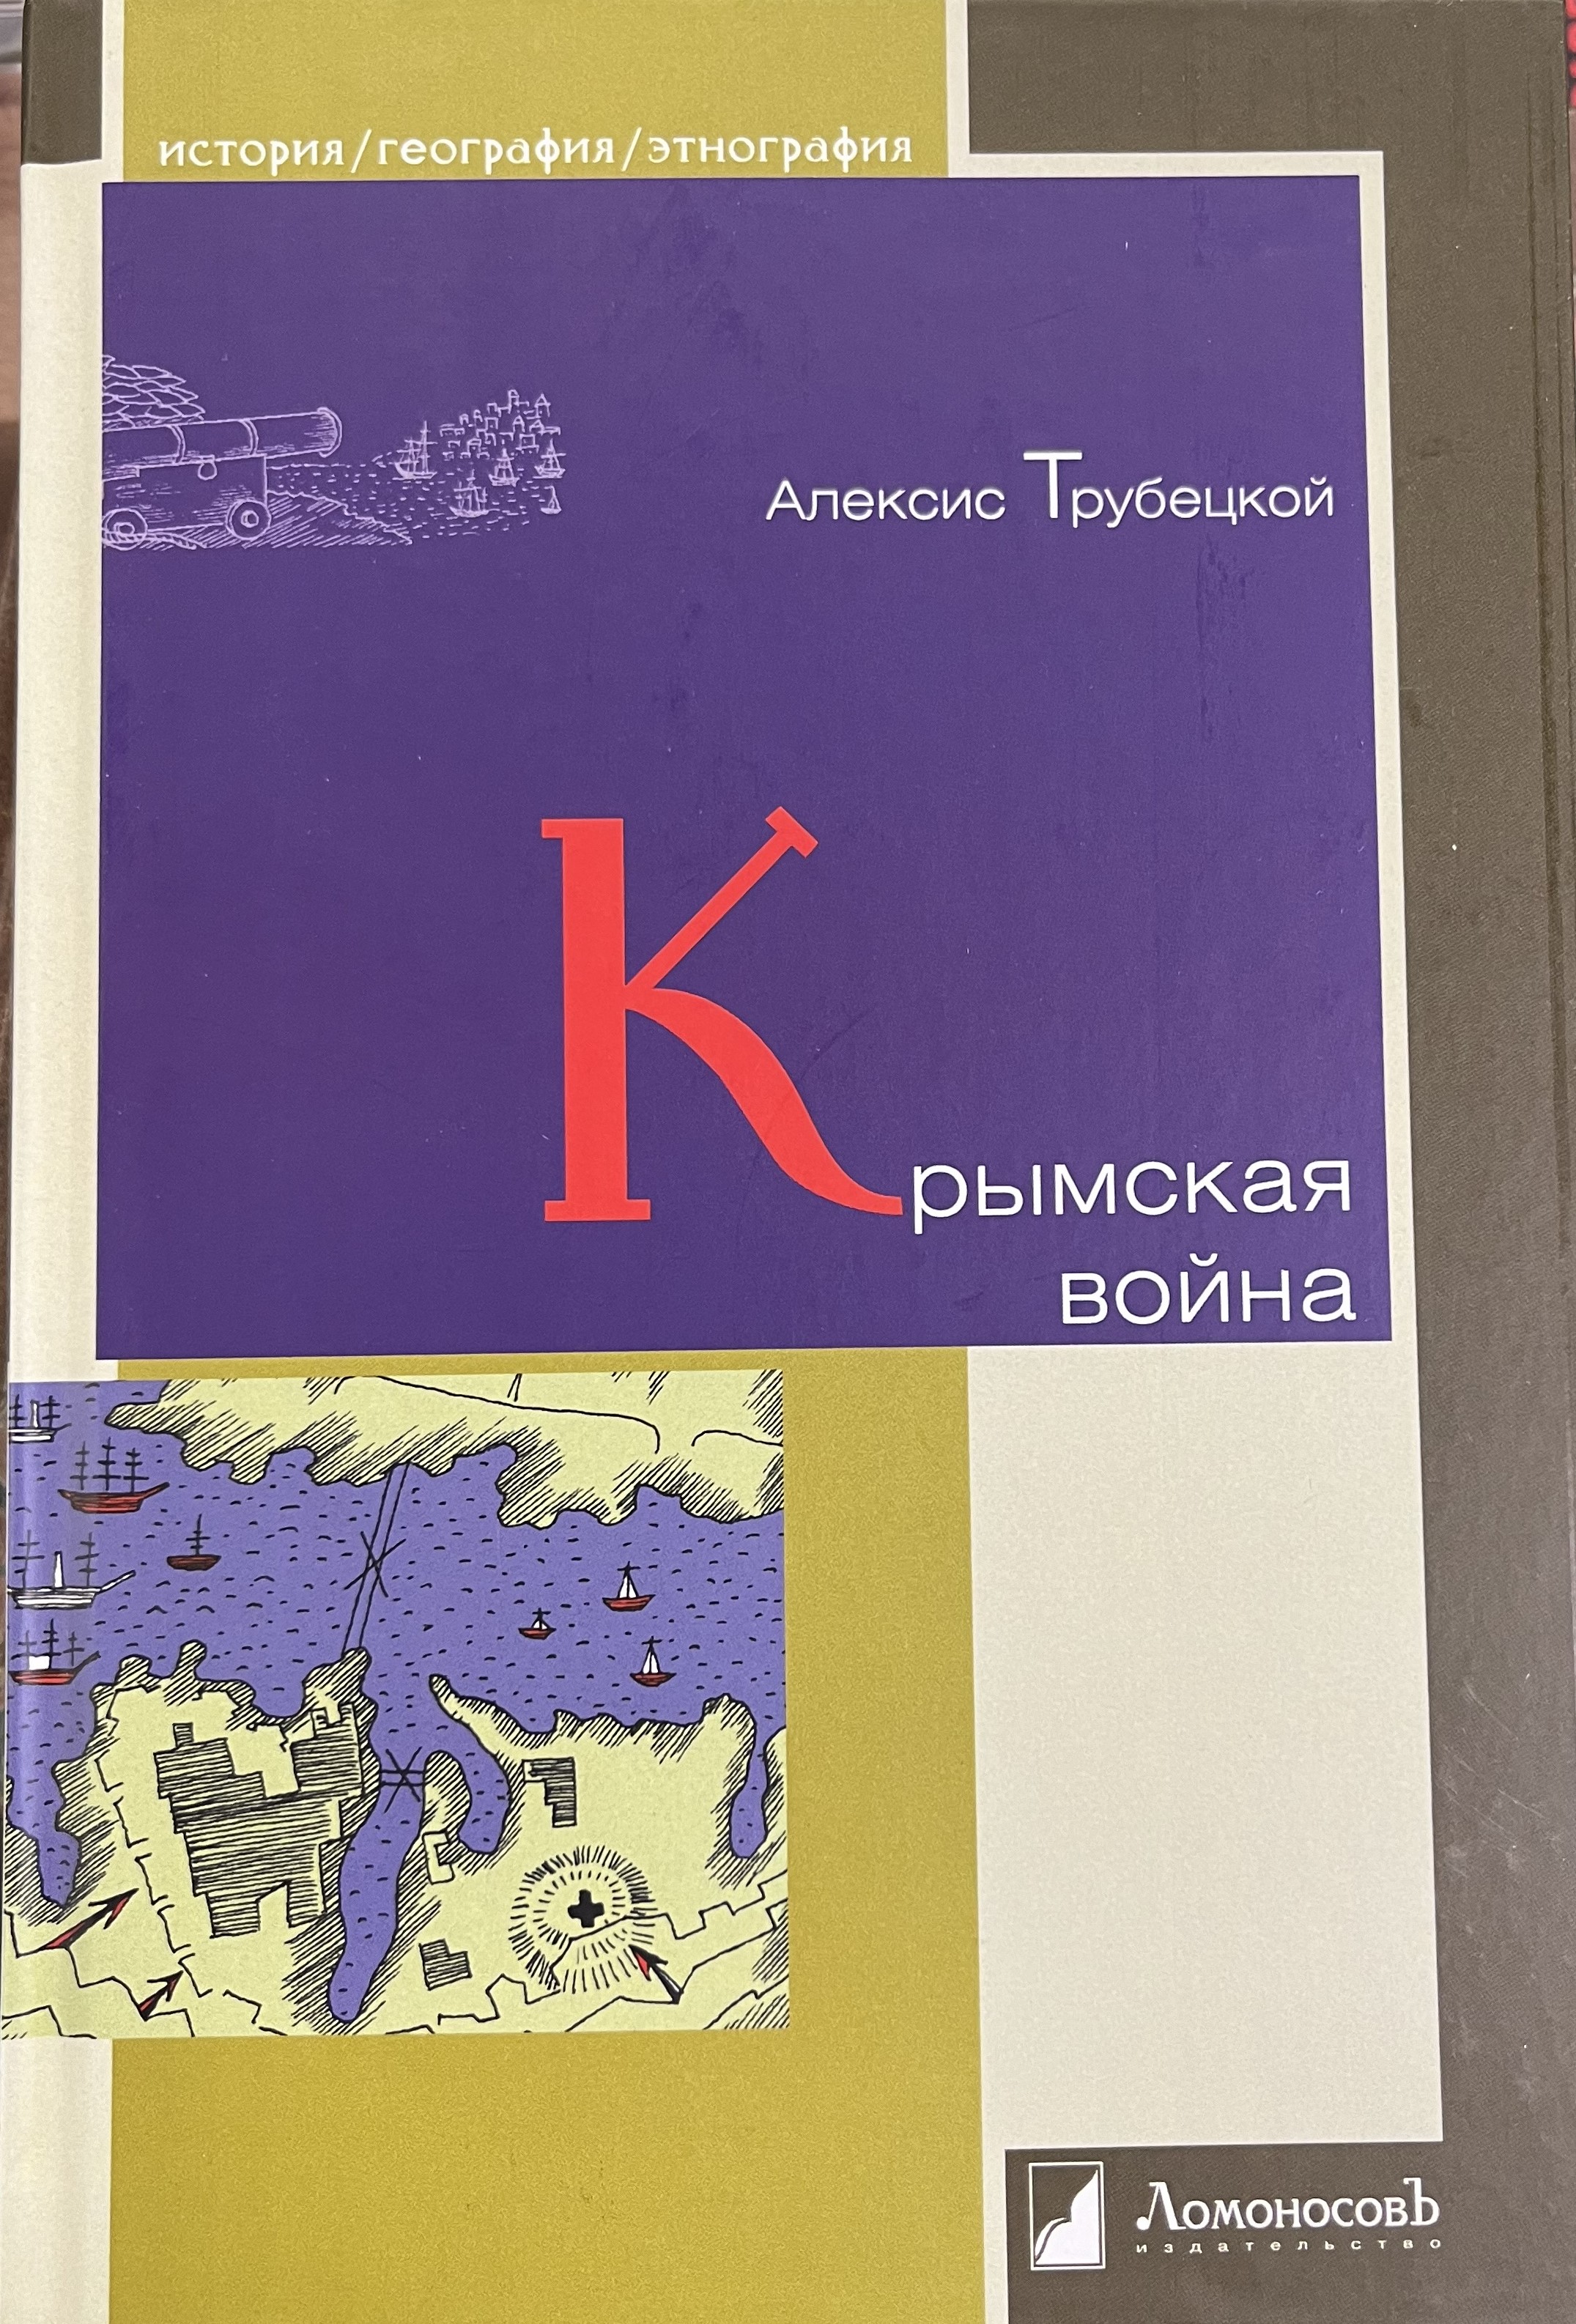 история/география/этнография
Алексис Трубецкой
Крымская
война
ЛомоносовЪ
издательство